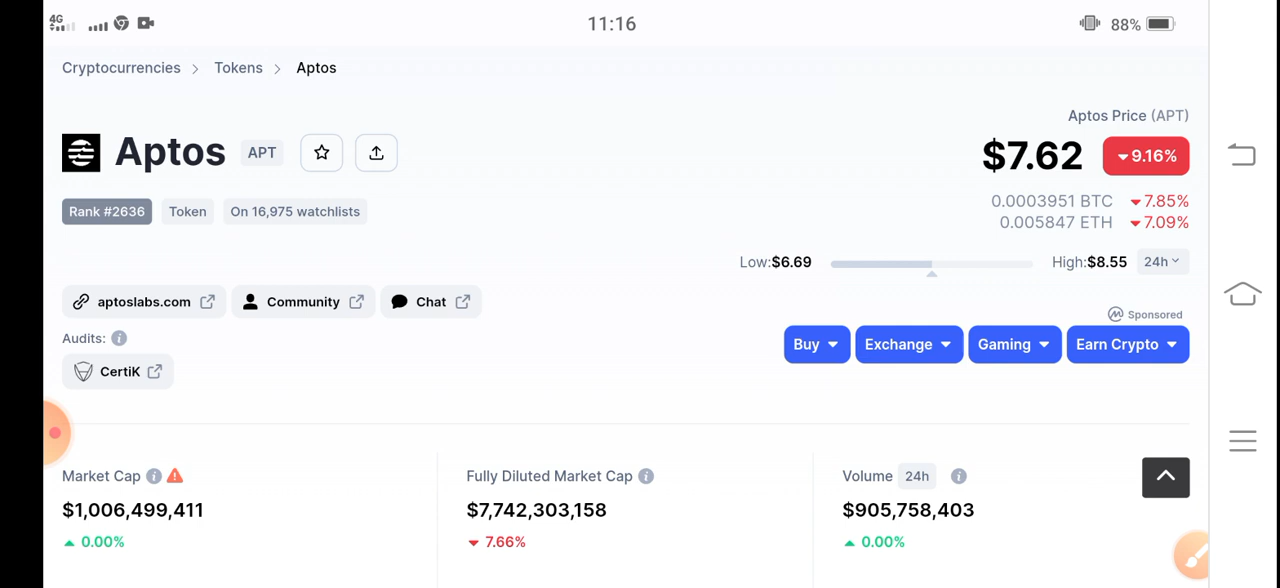 4G 11:16 88%
Cryptocurrencies > Tokens > Aptos
Aptos Price (APT)
Aptos APT $7.62 9.16%
0.0003951 BTC 7.85%
Rank #2636 Token On 16,975 watchlists
0.005847 ETH 7.09%
Low:$6.69 High:$8.55 24h
aptoslabs.com Community Chat
Sponsored
Audits:
Buy Exchange Gaming Earn Crypto
CertiK
Market Cap Fully Diluted Market Cap Volume 24h
$1,006,499,411 $7,742,303,158 $905,758,403
0.00% 7.66% 0.00%